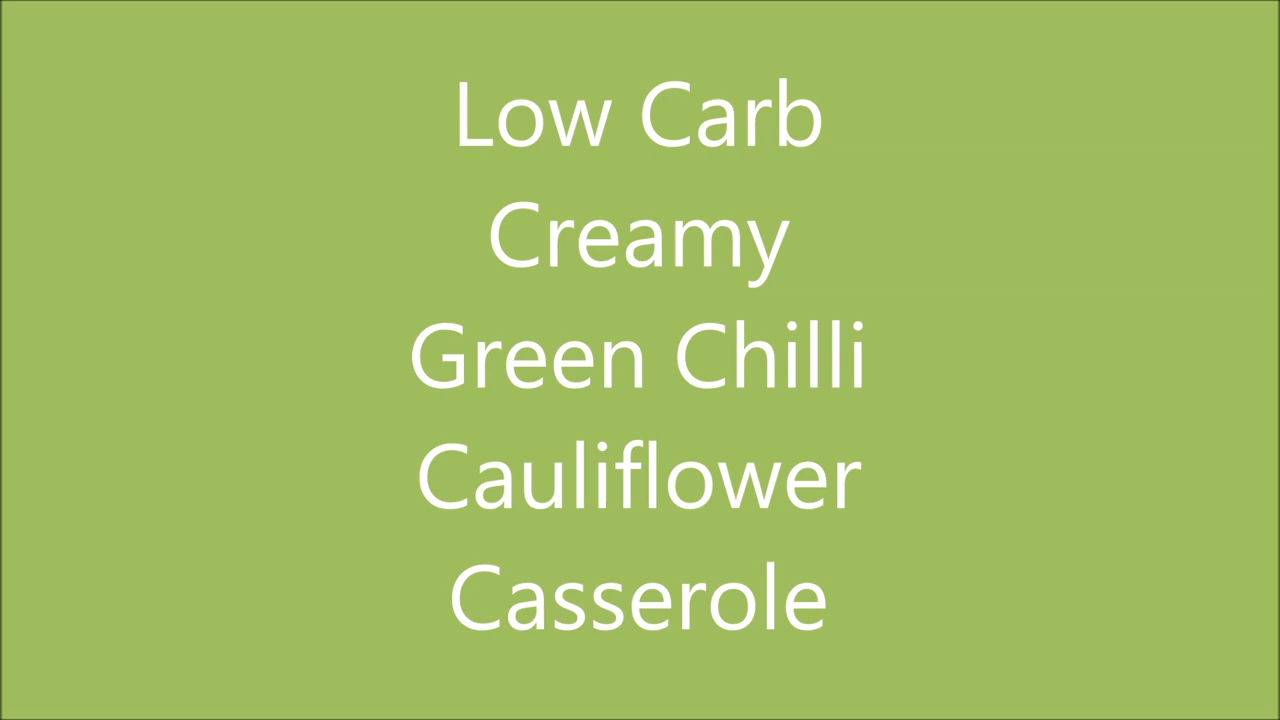 Low Carb
Creamy
Green Chilli
Cauliflower
Casserole